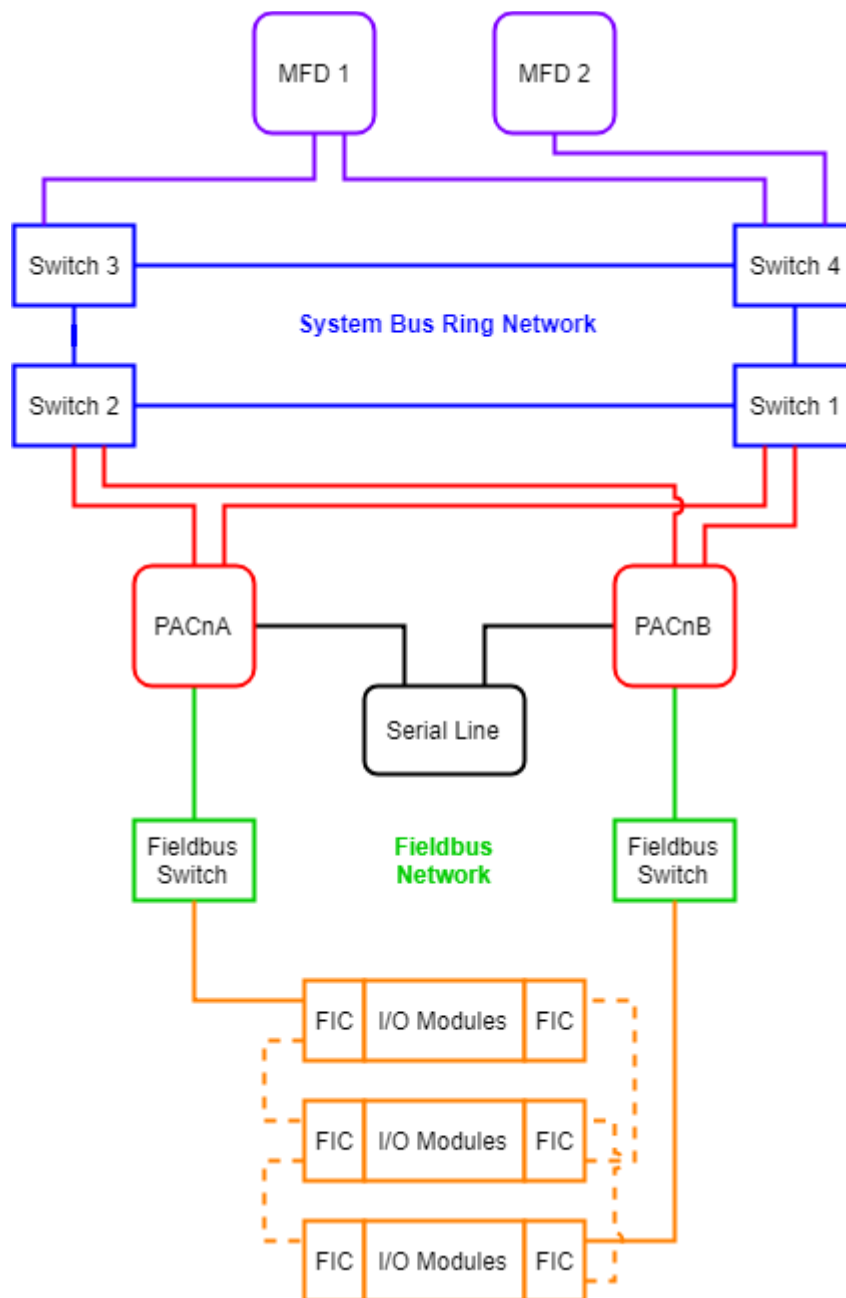 MFD 1
MFD 2
Switch 3
Switch 4
System Bus Ring Network
Switch 2
Switch 1
PACnA
PACnB
Serial Line
Fieldbus
Switch
Fieldbus
Network
Fieldbus
Switch
FIC
I/O Modules
FIC
FIC
I/O Modules
FIC
FIC
I/O Modules
FIC